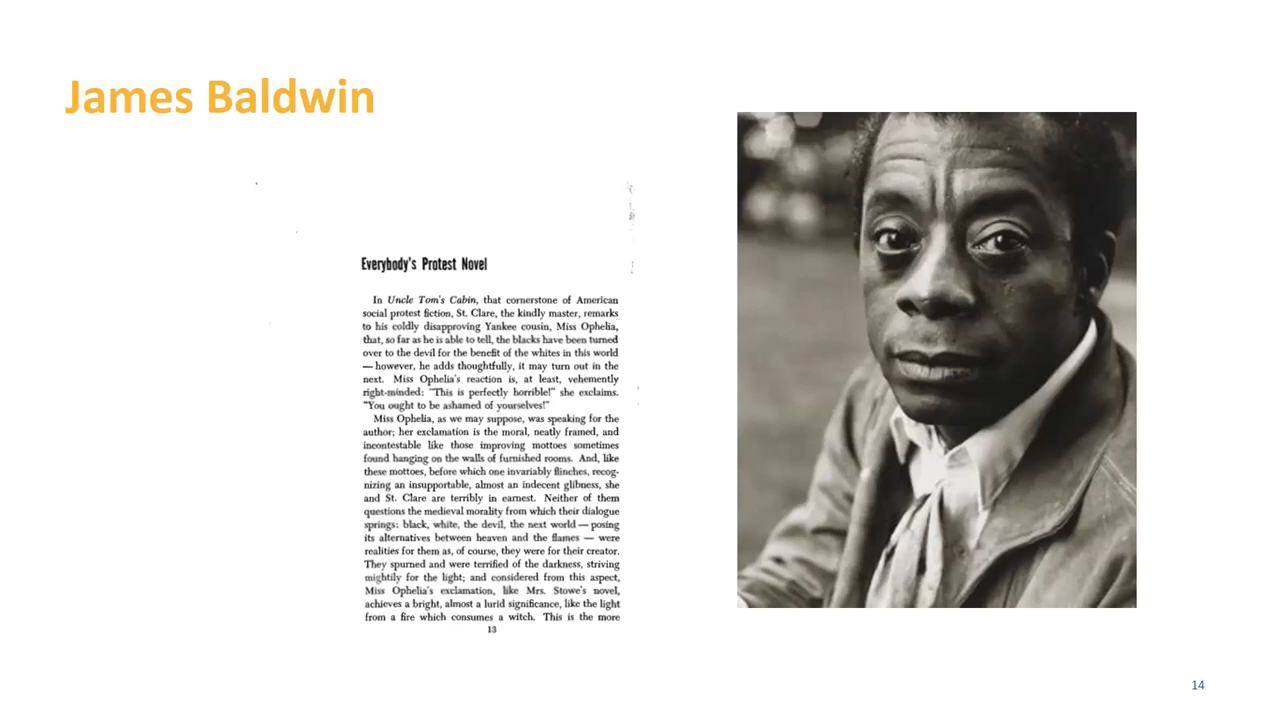 James Baldwin
Everybody's Protest Novel
In Uncle Tom's Cabin, that cornerstone of American
social protest fiction, St. Clare, the kindly master, remarks
to his coldly disapproving Yankee cousin, Miss Ophelia,
that, so far as he is able to tell, the blacks have been turned
over to the devil for the benefit of the whites in this world
— however, he adds thoughtfully, it may turn out in the
next. Miss Ophelia's reaction is, at least, vehemently
right-minded: "This is perfectly horrible!" she exclaims.
"You ought to be ashamed of yourselves!"
Miss Ophelia, as we may suppose, was speaking for the
author; her exclamation is the moral, neatly framed, and
incontestable like those improving mottoes sometimes
found hanging on the walls of furnished rooms. And, like
these mottoes, before which one invariably flinches, recog-
nizing an insupportable, almost an indecent glibness, she
and St. Clare are terribly in earnest. Neither of them
questions the medieval morality from which their dialogue
springs: black, white, the devil, the next world — posing
its alternatives between heaven and the flames — were
realities for them as, of course, they were for their creator.
They spurned and were terrified of the darkness, striving
mightily for the light; and considered from this aspect,
Miss Ophelia's exclamation, like Mrs. Stowe's novel,
achieves a bright, almost a lurid significance, like the light
from a fire which consumes a witch. This is the more
13
14